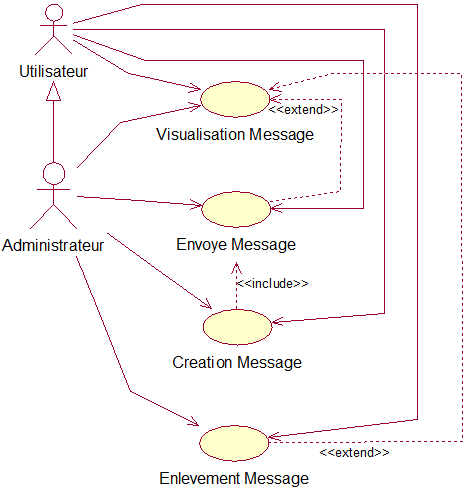 Utilisateur
<<extend>>
Visualisation Message
Administrateur
Envoye Message
<<include>>
Creation Message
<<extend>>
Enlevement Message